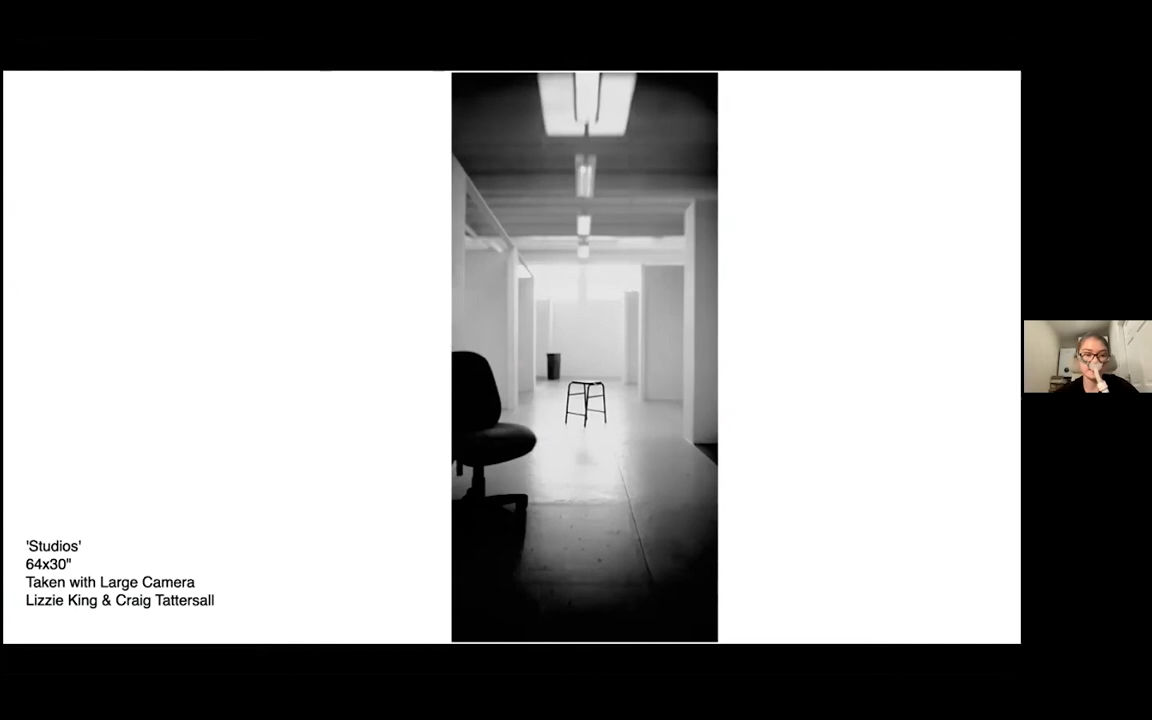 'Studios'
64x30"
Taken with Large Camera
Lizzie King & Craig Tattersall